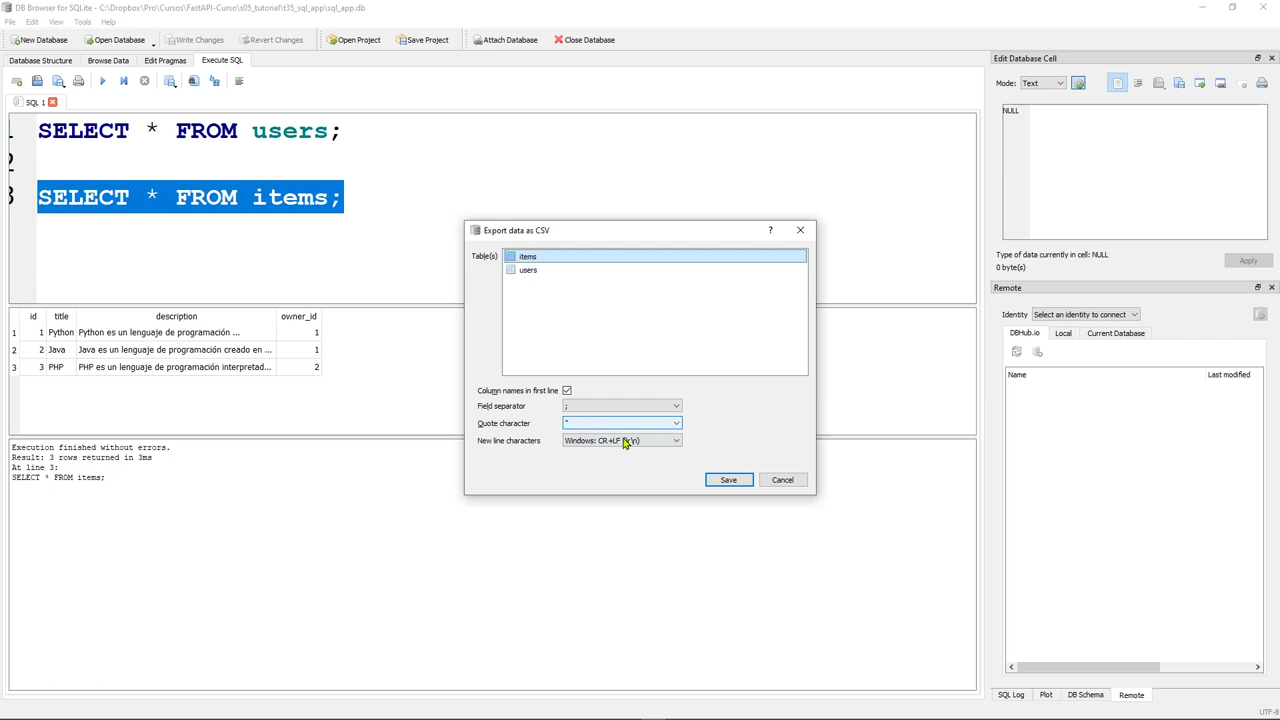 DB Browser for SQLite - C:\Dropbox\Pro\Cursos\FastAPI-Curso\s05_tutorial\t35_sql_app\sql_app.db
File Edit View Tools Help
New Database Open Database Write Changes Revert Changes Open Project Save Project Attach Database Close Database
Database Structure Browse Data Edit Pragmas Execute SQL
SQL 1
1 SELECT * FROM users;
2
3 SELECT * FROM items;
id title description owner_id
1 1 Python Python es un lenguaje de programación ... 1
2 2 Java Java es un lenguaje de programación creado en ... 1
3 3 PHP PHP es un lenguaje de programación interpretad... 2
Execution finished without errors.
Result: 3 rows returned in 3ms
At line 3:
SELECT * FROM items;
Export data as CSV
?
Table(s)
items
users
Column names in first line
Field separator ;
Quote character "
New line characters Windows: CR+LF
Save Cancel
Edit Database Cell
Mode: Text
NULL
Type of data currently in cell: NULL
0 byte(s)
Apply
Remote
Identity Select an identity to connect
DBHub.io Local Current Database
Name Last modified
SQL Log Plot DB Schema Remote
UTF-8